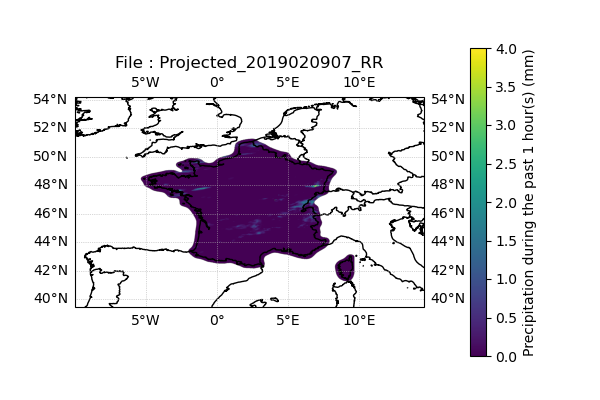 File : Projected_2019020907_RR
5°W 0° 5°E 10°E
54°N 54°N
52°N 52°N
50°N 50°N
48°N 48°N
46°N 46°N
44°N 44°N
42°N 42°N
40°N 40°N
5°W 0° 5°E 10°E
4.0
3.5
3.0
2.5
2.0
1.5
1.0
0.5
0.0
Precipitation during the past 1 hour(s) (mm)